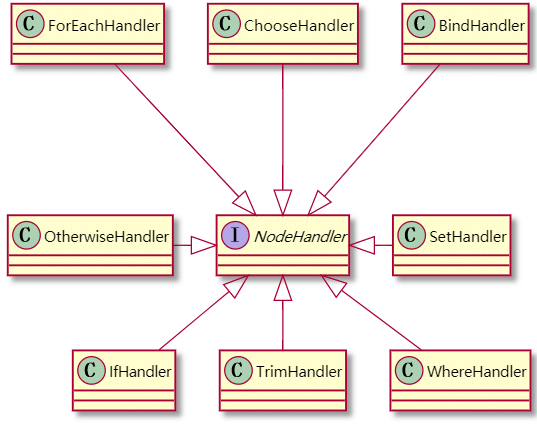 C ForEachHandler
C ChooseHandler
C BindHandler
C OtherwiseHandler
I NodeHandler
C SetHandler
C IfHandler
C TrimHandler
C WhereHandler